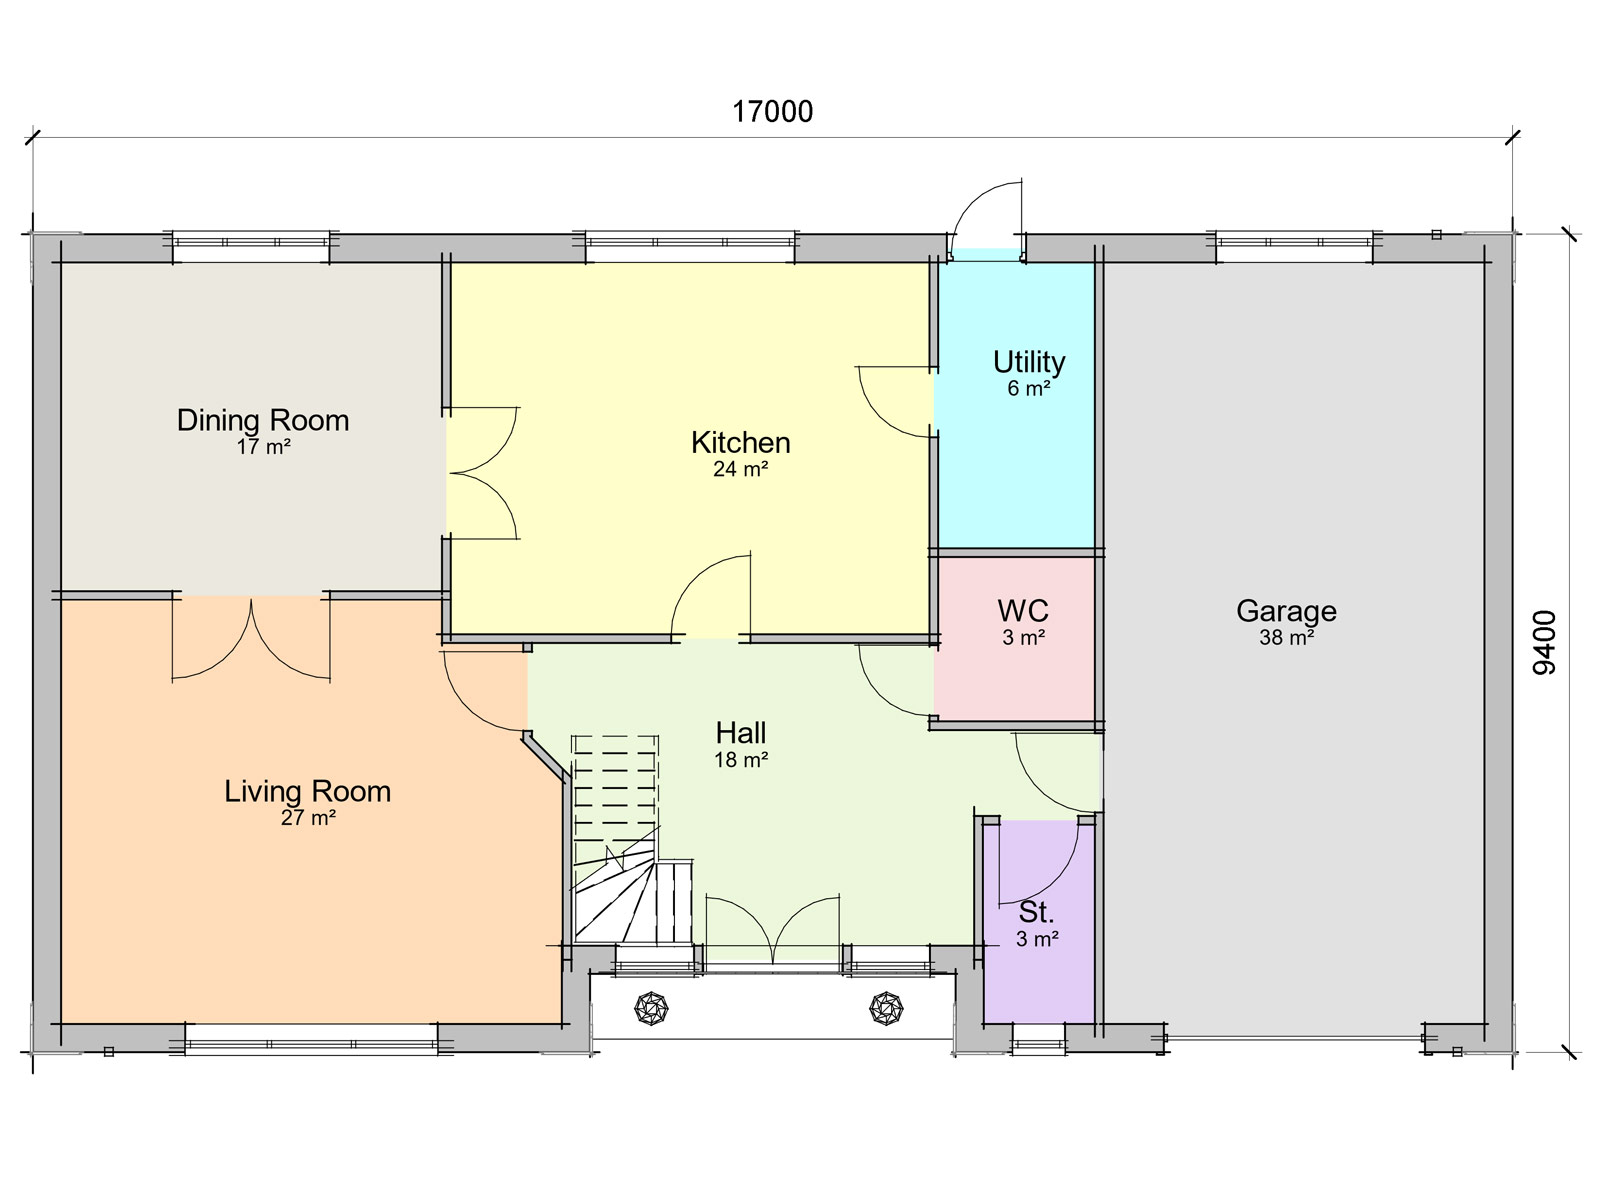 17000
Utility
6 m²
Dining Room
17 m²
Kitchen
24 m²
WC
3 m²
Garage
38 m²
9400
Hall
18 m²
Living Room
27 m²
St.
3 m²